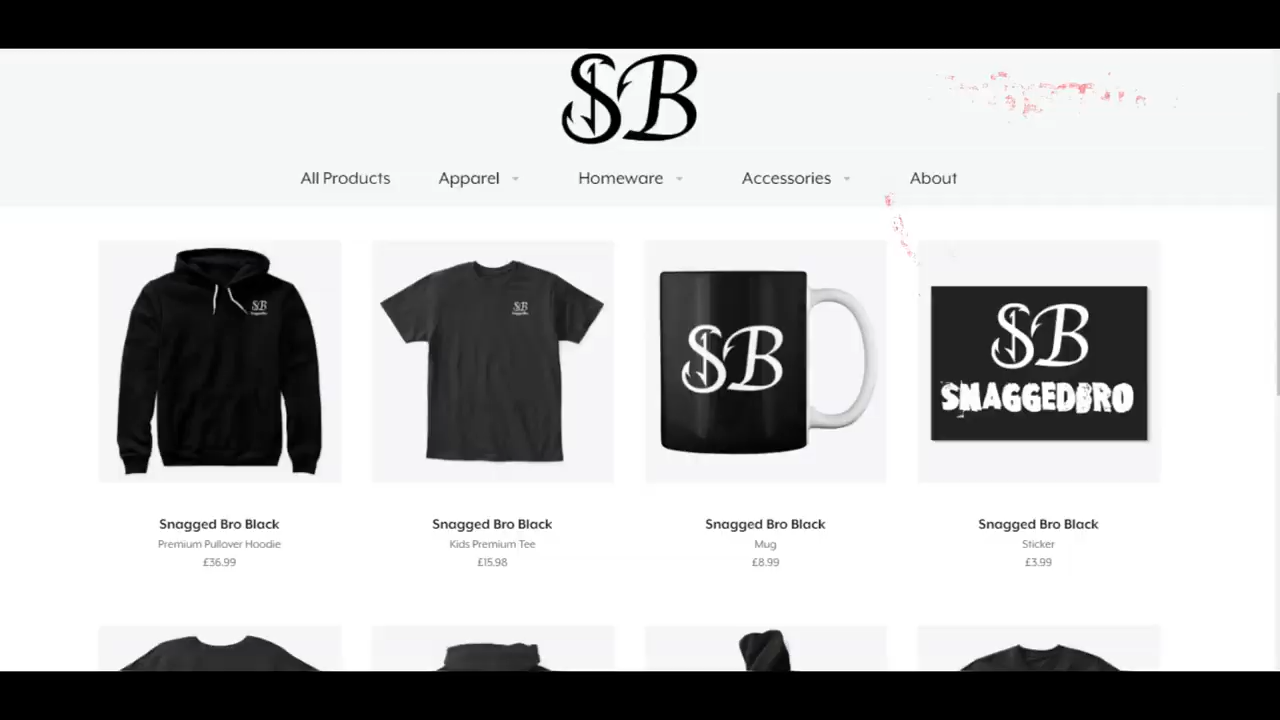 SB
All Products Apparel Homeware Accessories About
SB
SB
SB
SB
SNAGGEDBRO
Snagged Bro Black Snagged Bro Black Snagged Bro Black Snagged Bro Black
Premium Pullover Hoodie Kids Premium Tee Mug Sticker
£36.99 £15.98 £8.99 £3.99